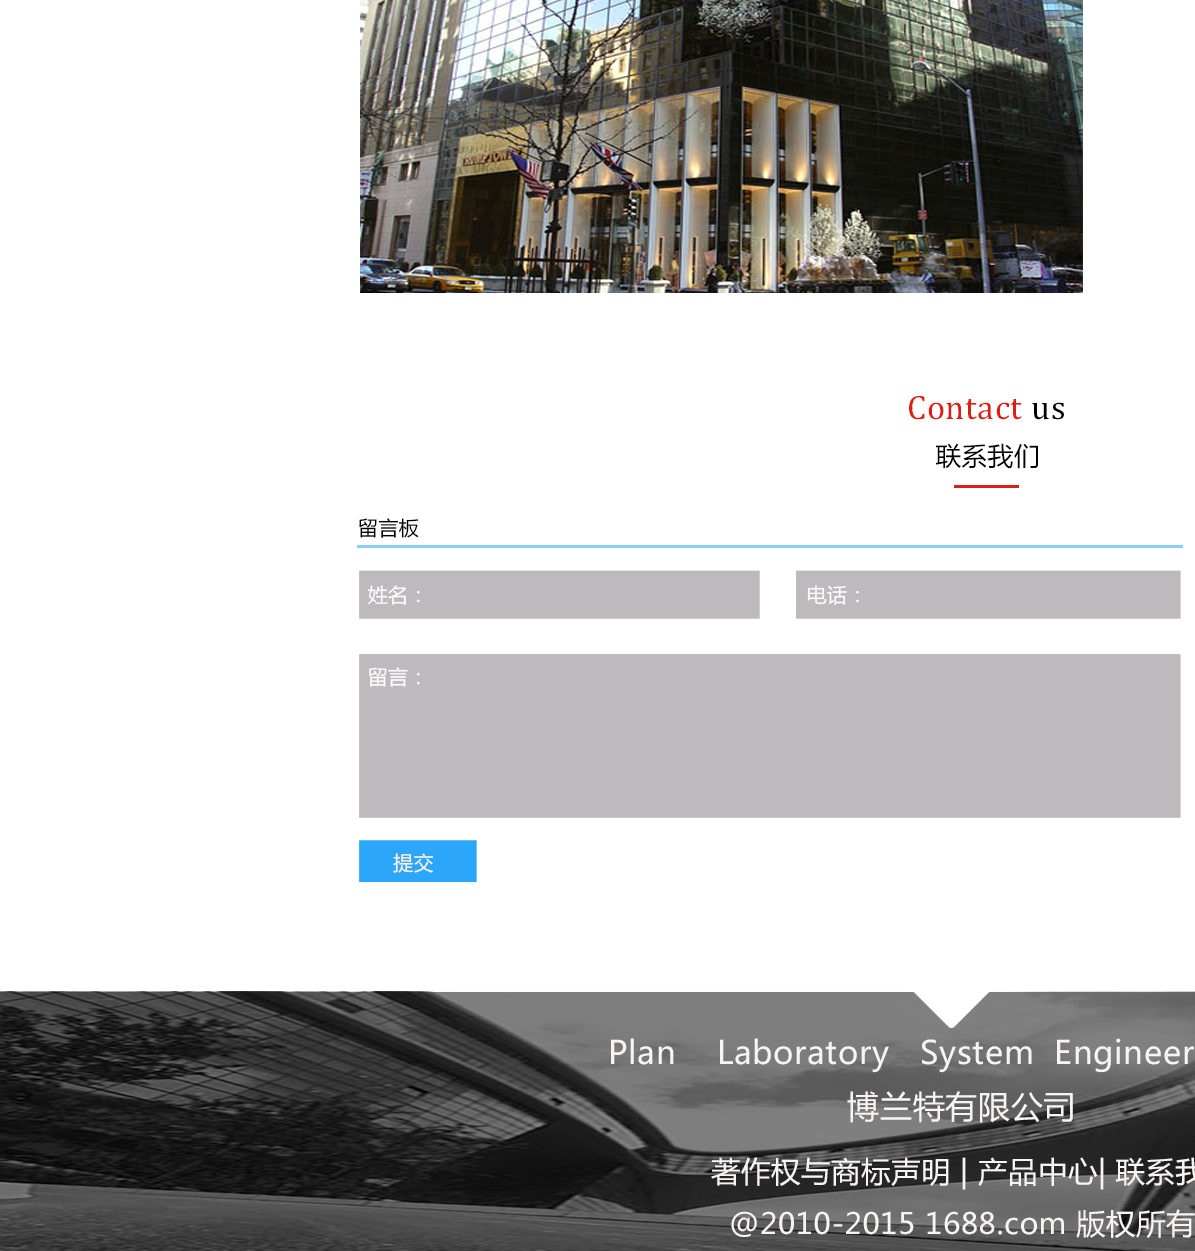 TRUMP TOWER
Contact us
联系我们
留言板
姓名：
电话：
留言：
提交
Plan Laboratory System Engineer
博兰特有限公司
著作权与商标声明 | 产品中心| 联系我
@2010-2015 1688.com 版权所有